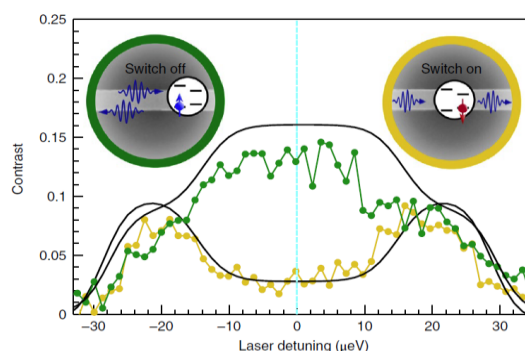 0.25
0.2
0.15
0.1
0.05
0
Contrast
Switch off
Switch on
−30 −20 −10 0 10 20 30
Laser detuning (μeV)